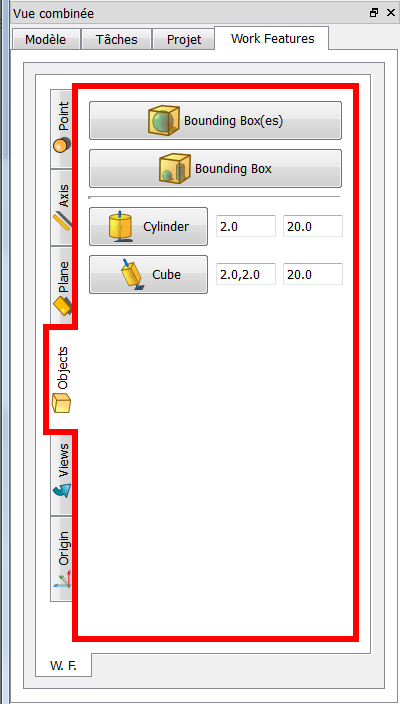 Vue combinée
Modèle Tâches Projet Work Features
Point
Axis
Plane
Objects
Views
Origin
Bounding Box(es)
Bounding Box
Cylinder 2.0 20.0
Cube 2.0,2.0 20.0
W. F.